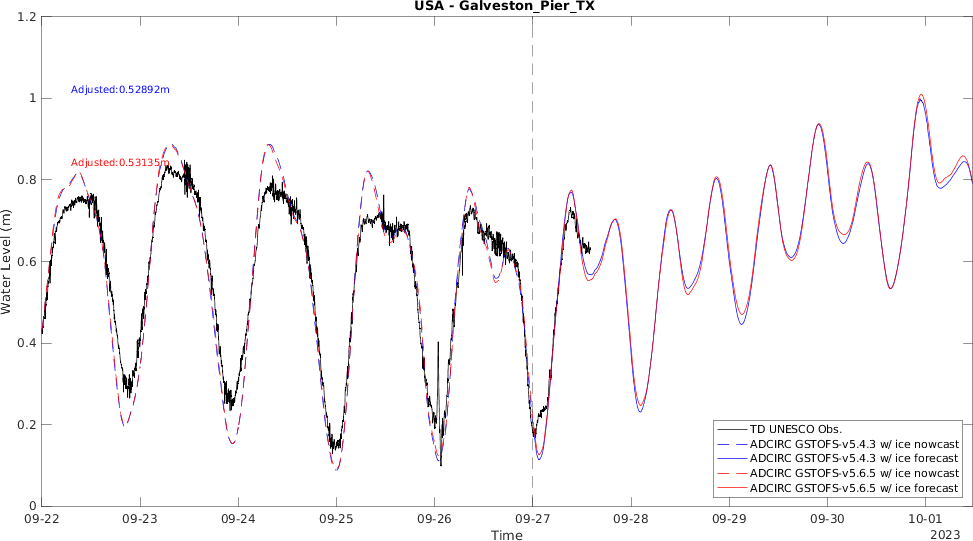 USA - Galveston_Pier_TX
1.2
1
0.8
0.6
0.4
0.2
0
Water Level (m)
Adjusted:0.52892m
Adjusted:0.53135m
TD UNESCO Obs.
ADCIRC GSTOFS-v5.4.3 w/ ice nowcast
ADCIRC GSTOFS-v5.4.3 w/ ice forecast
ADCIRC GSTOFS-v5.6.5 w/ ice nowcast
ADCIRC GSTOFS-v5.6.5 w/ ice forecast
09-22 09-23 09-24 09-25 09-26 09-27 09-28 09-29 09-30 10-01
Time
2023